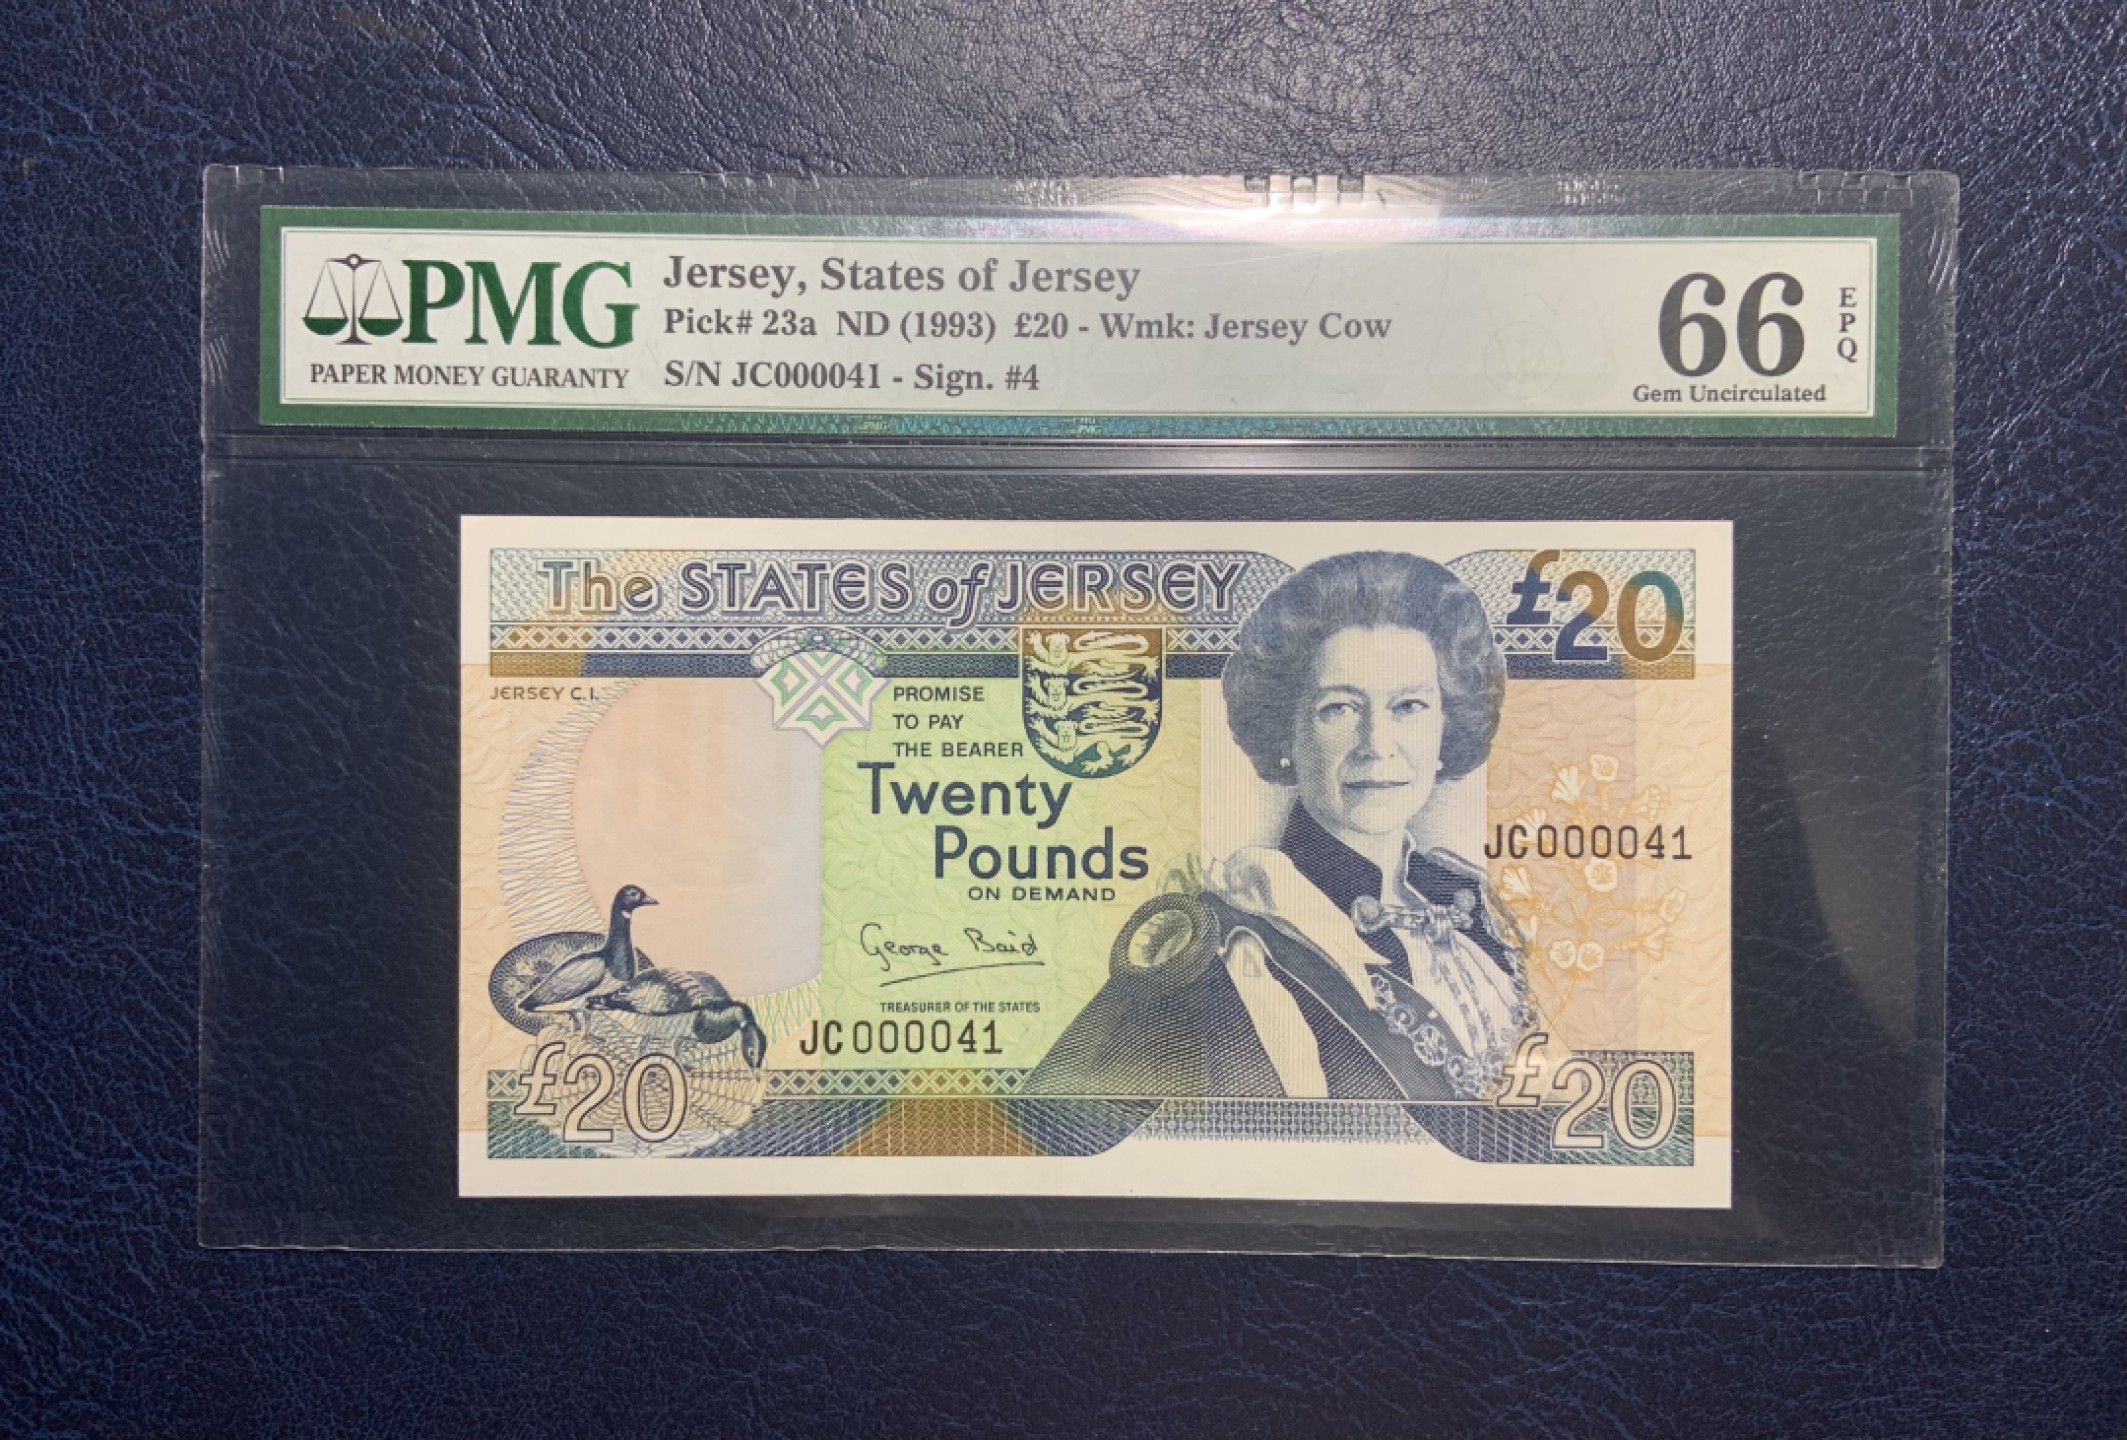 PMG
PAPER MONEY GUARANTY
Jersey, States of Jersey
Pick# 23a ND (1993) £20 - Wmk: Jersey Cow
S/N JC000041 - Sign. #4
66
EPQ
Gem Uncirculated
The STATES of JERSEY
£20
JERSEY C.I.
PROMISE
TO PAY
THE BEARER
Twenty
Pounds
ON DEMAND
George Baird
TREASURER OF THE STATES
JC000041
JC000041
£20
£20